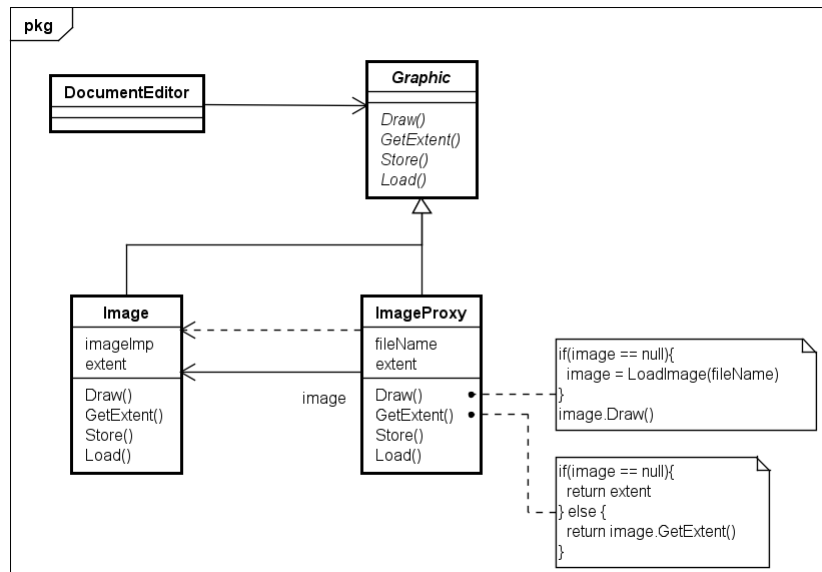 pkg
DocumentEditor
Graphic
Draw()
GetExtent()
Store()
Load()
Image
imageImp
extent
Draw()
GetExtent()
Store()
Load()
image
ImageProxy
fileName
extent
Draw()
GetExtent()
Store()
Load()
if(image == null){
image = LoadImage(fileName)
}
image.Draw()
if(image == null){
return extent
} else {
return image.GetExtent()
}